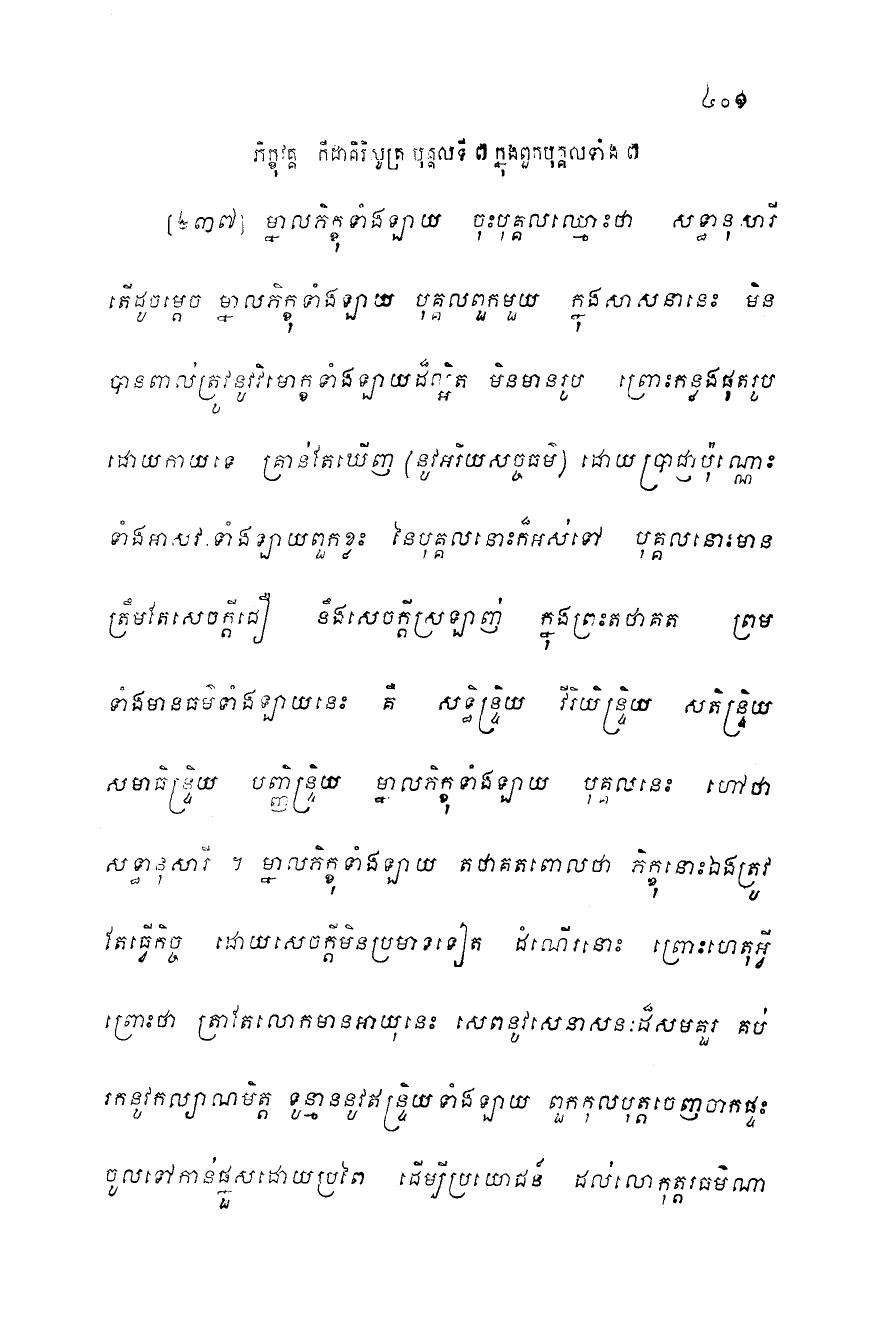 ៤០១
ភិក្ខុវគ្គ កីដាគិរិសូត្រ បុគ្គលទី ៧ ក្នុងពួកបុគ្គលទាំង ៧
[២៣៧] ម្នាលភិក្ខុទាំងឡាយ ចុះបុគ្គលឈ្មោះថា សទ្ធានុសារី
តើដូចម្តេច ម្នាលភិក្ខុទាំងឡាយ បុគ្គលពួកមួយ ក្នុងសាសនានេះ មិន
បានពាល់ត្រូវនូវវិមោក្ខទាំងឡាយដ៏ល្អិត មិនមានរូប ព្រោះកន្លងផុតរូប
ដោយកាយទេ គ្រាន់តែឃើញ (នូវអរិយសច្ចធម៌) ដោយប្រាជ្ញាប៉ុណ្ណោះ
ទាំងអាសវៈទាំងឡាយពួកខ្លះ នៃបុគ្គលនោះក៏អស់ទៅ បុគ្គលនោះមាន
ត្រឹមតែសេចក្តីជឿ នឹងសេចក្តីស្រឡាញ់ ក្នុងព្រះតថាគត ព្រម
ទាំងមានធម៌ទាំងឡាយនេះ គឺ សទ្ធិន្ទ្រិយ វីរិយិន្ទ្រិយ សតិន្ទ្រិយ
សមាធិន្ទ្រិយ បញ្ញិន្ទ្រិយ ម្នាលភិក្ខុទាំងឡាយ បុគ្គលនេះ ហៅថា
សទ្ធានុសារី ។ ម្នាលភិក្ខុទាំងឡាយ តថាគតពោលថា ភិក្ខុនោះឯងត្រូវ
តែធ្វើកិច្ច ដោយសេចក្តីមិនប្រមាទទៀត ដំណើរនោះ ព្រោះហេតុអ្វី
ព្រោះថា ត្រាតែលោកមានអាយុនេះ សេពនូវសេនាសនៈដ៏សមគួរ គប់
រកនូវកល្យាណមិត្ត ទូន្មាននូវឥន្ទ្រិយទាំងឡាយ ពួកកុលបុត្តចេញចាកផ្ទះ
ចូលទៅកាន់ផ្នួសដោយប្រពៃ ដើម្បីប្រយោជន៍ ដល់លោកុត្តរធម៌ណា